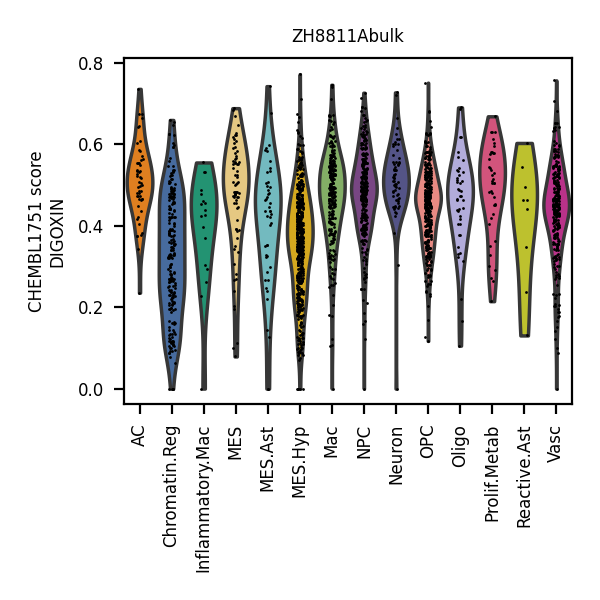 ZH8811Abulk
CHEMBL1751 score
DIGOXIN
0.8
0.6
0.4
0.2
0.0
AC
Chromatin.Reg
Inflammatory.Mac
MES
MES.Ast
MES.Hyp
Mac
NPC
Neuron
OPC
Oligo
Prolif.Metab
Reactive.Ast
Vasc